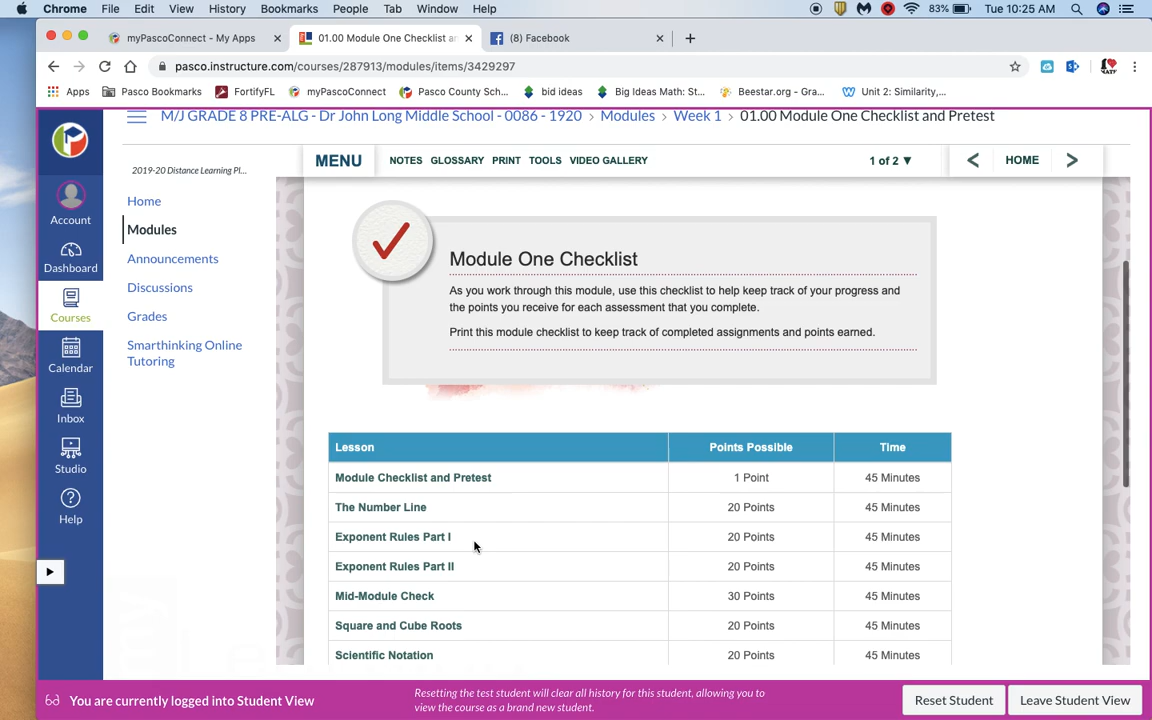 Chrome File Edit View History Bookmarks People Tab Window Help 83% Tue 10:25 AM
myPascoConnect - My Apps 01.00 Module One Checklist ar (8) Facebook
pasco.instructure.com/courses/287913/modules/items/3429297
Apps Pasco Bookmarks FortifyFL myPascoConnect Pasco County Sch... bid ideas Big Ideas Math: St... Beestar.org - Gra... Unit 2: Similarity,...
M/J GRADE 8 PRE-ALG - Dr John Long Middle School - 0086 - 1920 > Modules > Week 1 > 01.00 Module One Checklist and Pretest
MENU NOTES GLOSSARY PRINT TOOLS VIDEO GALLERY 1 of 2 ▼ < HOME >
2019-20 Distance Learning Pl...
Home
Modules
Announcements
Discussions
Grades
Smarthinking Online
Tutoring
Account
Dashboard
Courses
Calendar
Inbox
Studio
Help
Module One Checklist
As you work through this module, use this checklist to help keep track of your progress and
the points you receive for each assessment that you complete.
Print this module checklist to keep track of completed assignments and points earned.
Lesson Points Possible Time
Module Checklist and Pretest 1 Point 45 Minutes
The Number Line 20 Points 45 Minutes
Exponent Rules Part I 20 Points 45 Minutes
Exponent Rules Part II 20 Points 45 Minutes
Mid-Module Check 30 Points 45 Minutes
Square and Cube Roots 20 Points 45 Minutes
Scientific Notation 20 Points 45 Minutes
You are currently logged into Student View
Resetting the test student will clear all history for this student, allowing you to
view the course as a brand new student.
Reset Student Leave Student View